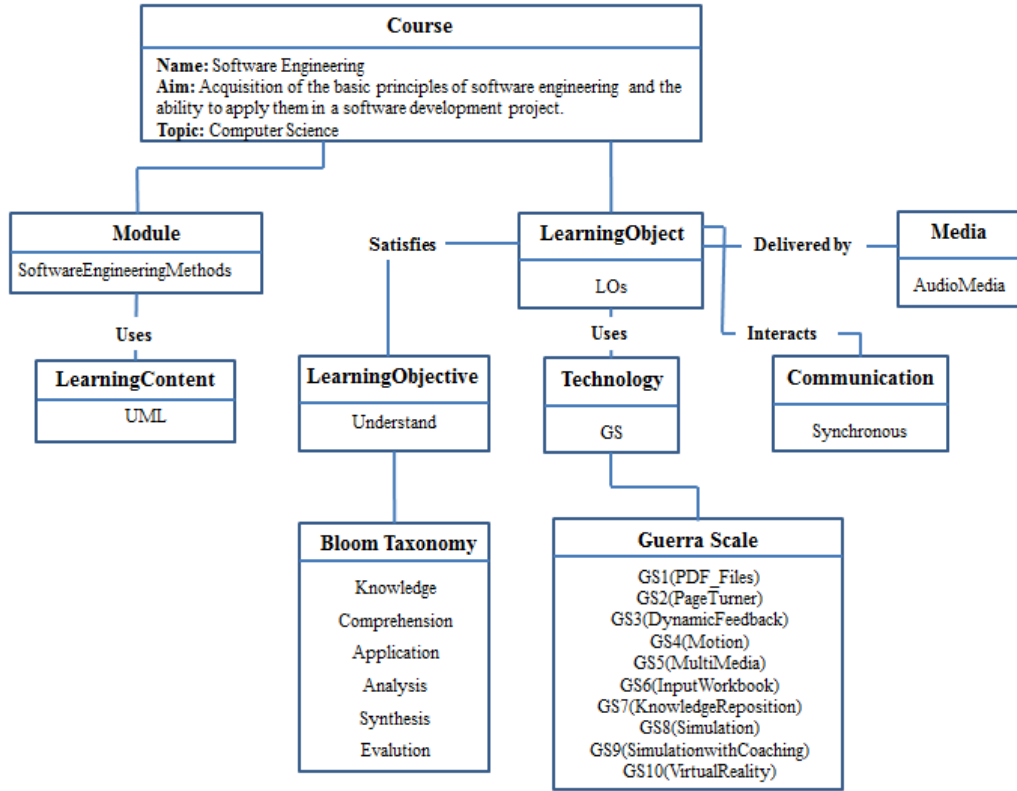 Course
Name: Software Engineering
Aim: Acquisition of the basic principles of software engineering and the
ability to apply them in a software development project.
Topic: Computer Science
Module
SoftwareEngineeringMethods
Satisfies
LearningObject
LOs
Delivered by
Media
AudioMedia
Uses
Uses
Interacts
LearningContent
UML
LearningObjective
Understand
Technology
GS
Communication
Synchronous
Bloom Taxonomy
Knowledge
Comprehension
Application
Analysis
Synthesis
Evalution
Guerra Scale
GS1(PDF_Files)
GS2(PageTurner)
GS3(DynamicFeedback)
GS4(Motion)
GS5(MultiMedia)
GS6(InputWorkbook)
GS7(KnowledgeReposition)
GS8(Simulation)
GS9(SimulationwithCoaching)
GS10(VirtualReality)